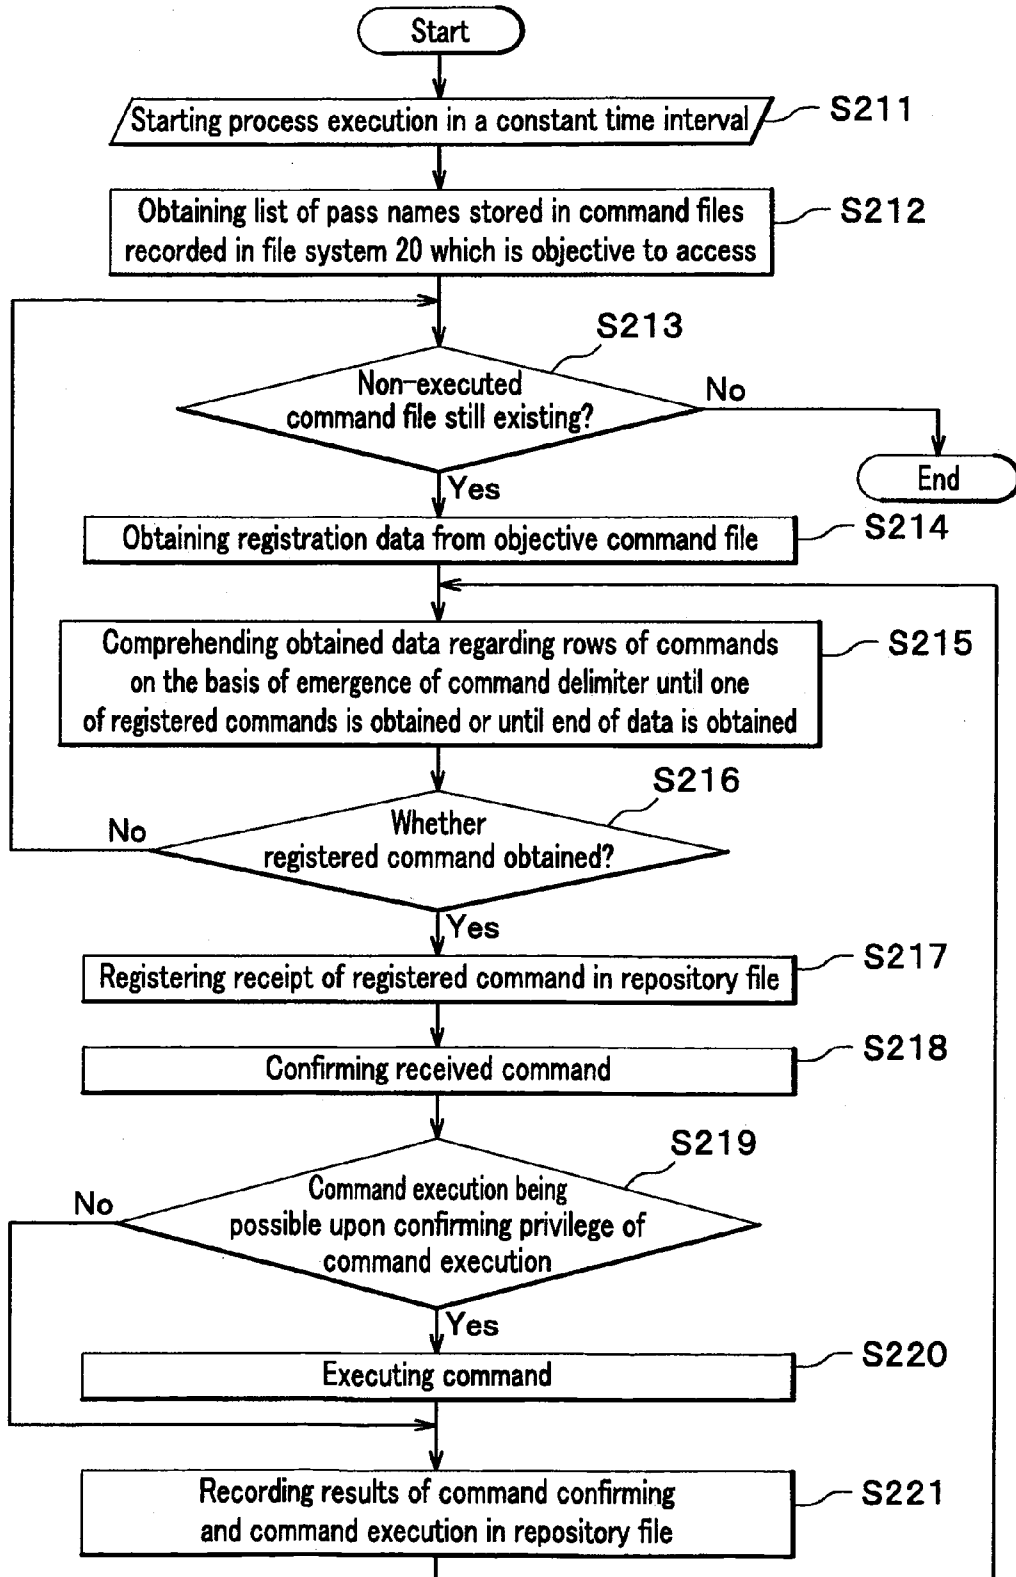 Start
Starting process execution in a constant time interval
S211
Obtaining list of pass names stored in command files
recorded in file system 20 which is objective to access
S212
S213
Non-executed
command file still existing?
No
End
Yes
Obtaining registration data from objective command file
S214
Comprehending obtained data regarding rows of commands
on the basis of emergence of command delimiter until one
of registered commands is obtained or until end of data is obtained
S215
S216
Whether
registered command obtained?
No
Yes
Registering receipt of registered command in repository file
S217
Confirming received command
S218
S219
Command execution being
possible upon confirming privilege of
command execution
No
Yes
Executing command
S220
Recording results of command confirming
and command execution in repository file
S221